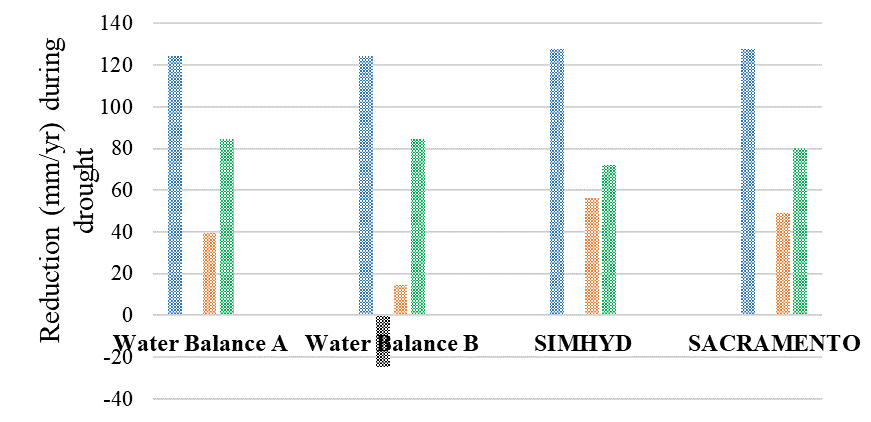 Reduction (mm/yr) during
drought
140
120
100
80
60
40
20
0
-20
-40
Water Balance A
Water Balance B
SIMHYD
SACRAMENTO